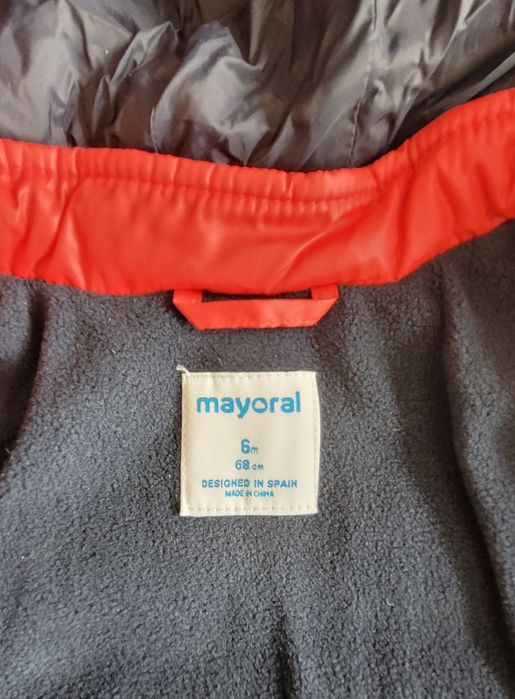 mayoral
6m
68 cm
DESIGNED IN SPAIN
MADE IN CHINA